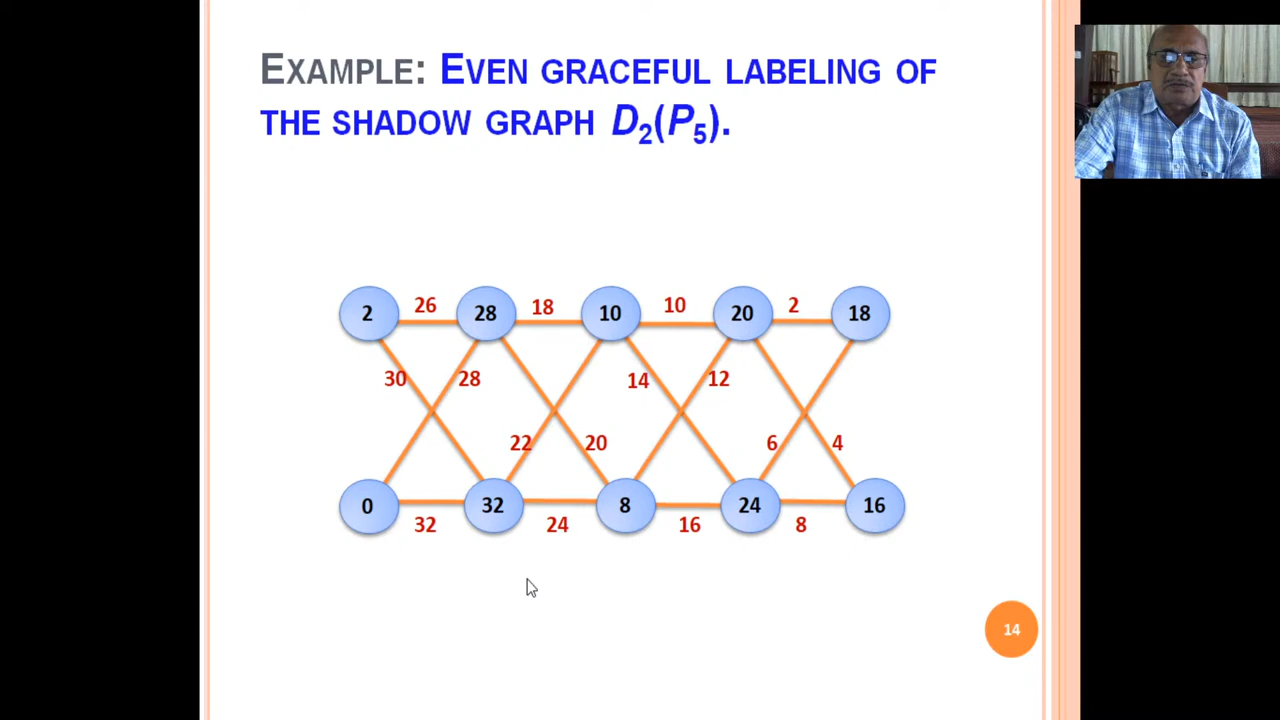 EXAMPLE: EVEN GRACEFUL LABELING OF
THE SHADOW GRAPH D₂(P₅).
26 18 10 2
2 28 10 20 18
30 28 14 12
22 20 6 4
0 32 8 24 16
32 24 16 8
14